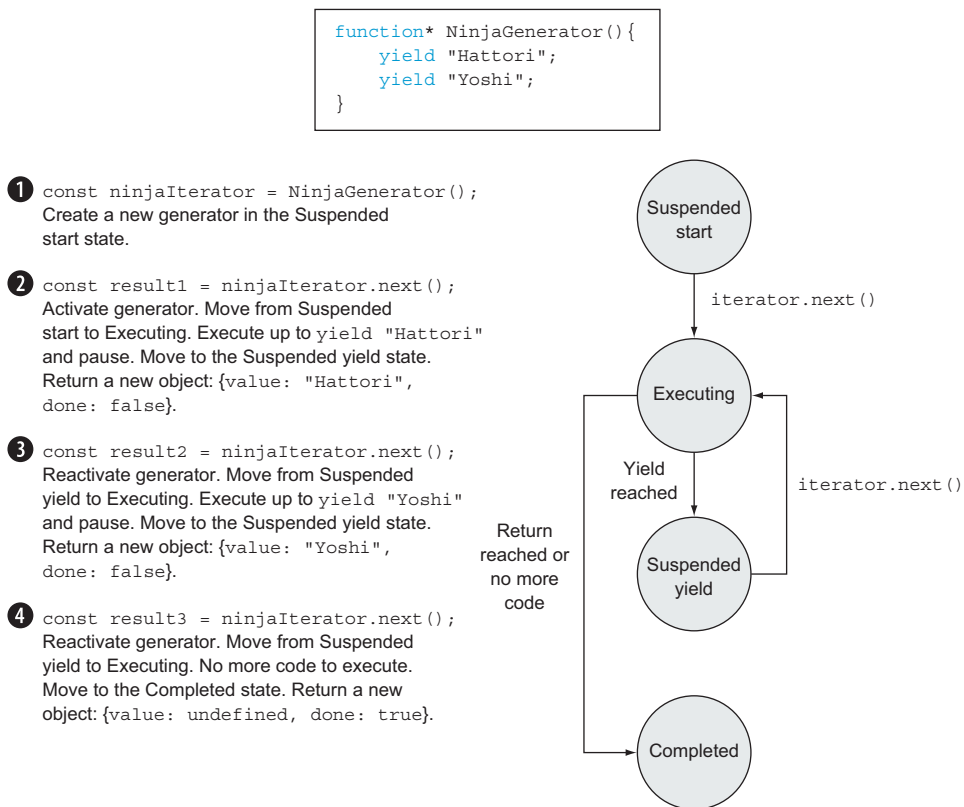 function* NinjaGenerator(){
    yield "Hattori";
    yield "Yoshi";
}
1 const ninjaIterator = NinjaGenerator();
Create a new generator in the Suspended
start state.
2 const result1 = ninjaIterator.next();
Activate generator. Move from Suspended
start to Executing. Execute up to yield "Hattori"
and pause. Move to the Suspended yield state.
Return a new object: {value: "Hattori",
done: false}.
3 const result2 = ninjaIterator.next();
Reactivate generator. Move from Suspended
yield to Executing. Execute up to yield "Yoshi"
and pause. Move to the Suspended yield state.
Return a new object: {value: "Yoshi",
done: false}.
4 const result3 = ninjaIterator.next();
Reactivate generator. Move from Suspended
yield to Executing. No more code to execute.
Move to the Completed state. Return a new
object: {value: undefined, done: true}.
Suspended
start
iterator.next()
Executing
Yield
reached
iterator.next()
Return
reached or
no more
code
Suspended
yield
Completed